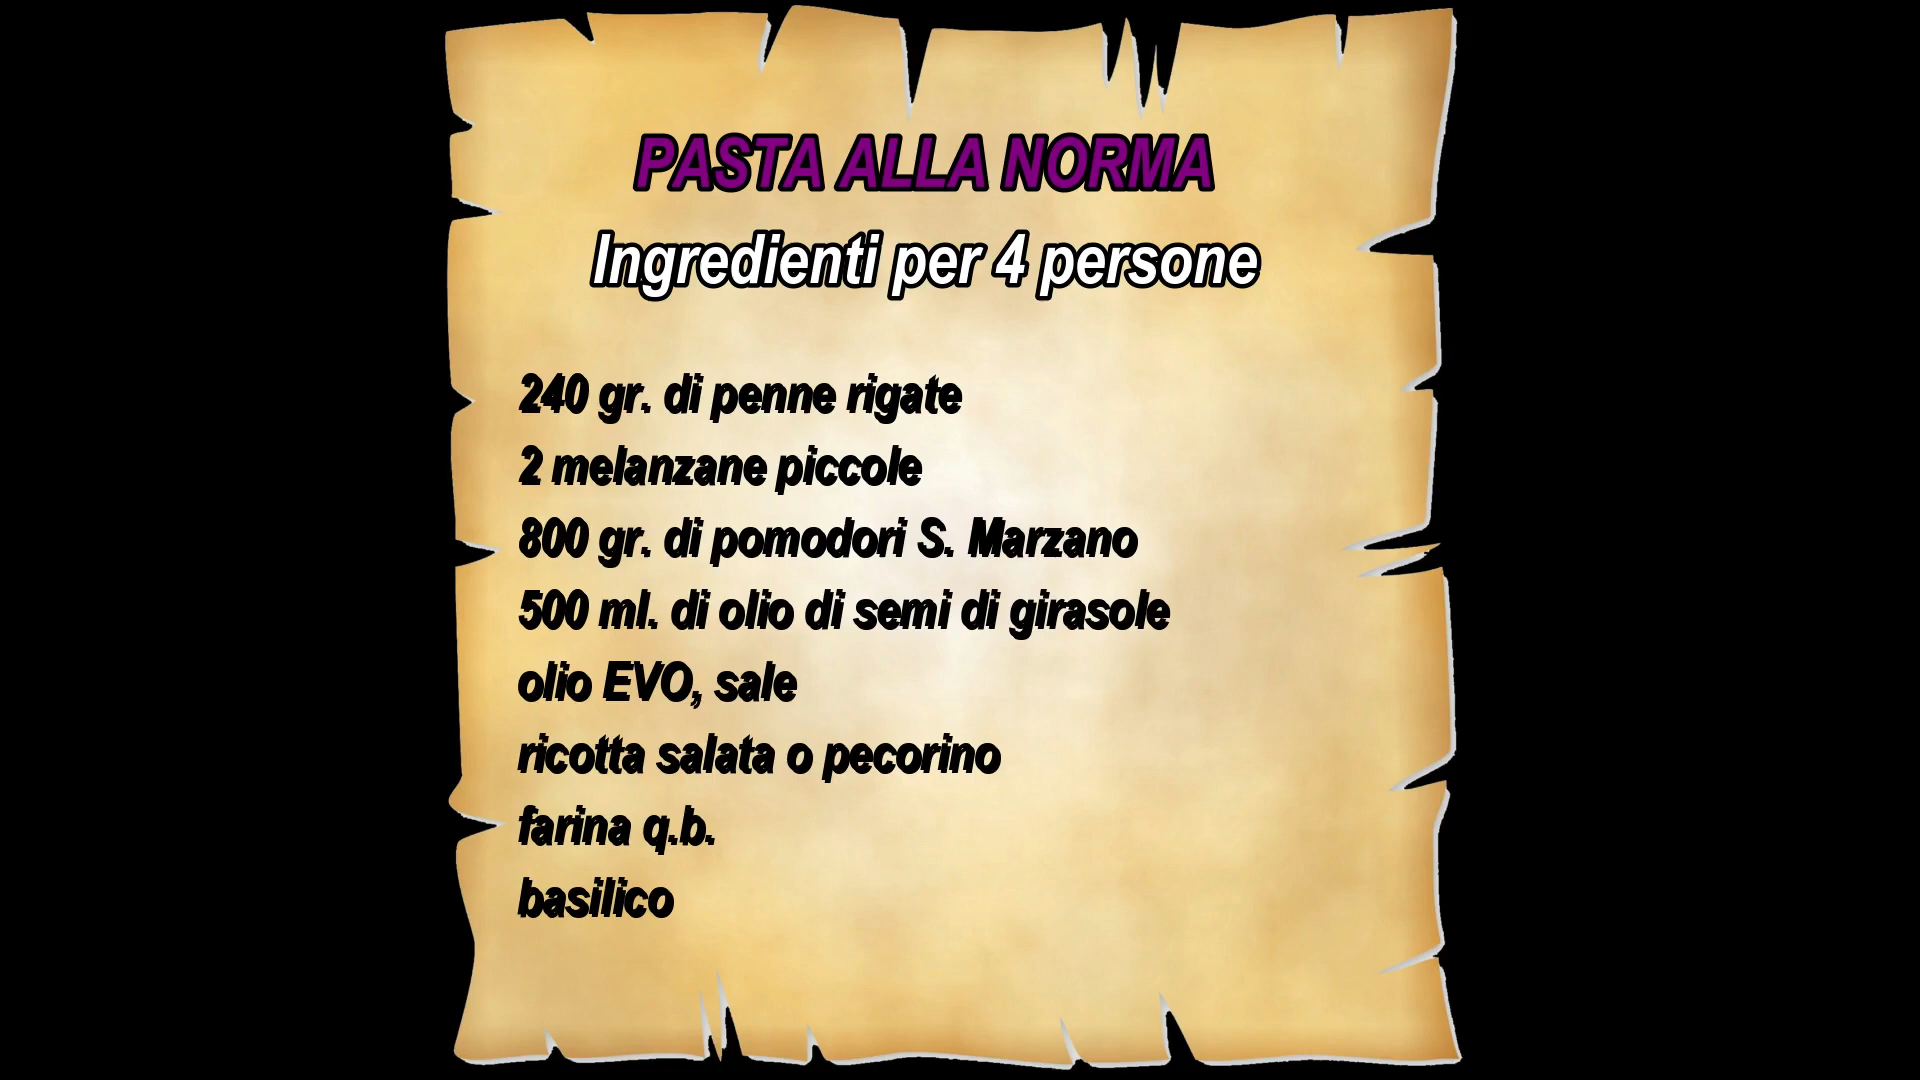 PASTA ALLA NORMA
Ingredienti per 4 persone
240 gr. di penne rigate
2 melanzane piccole
800 gr. di pomodori S. Marzano
500 ml. di olio di semi di girasole
olio EVO, sale
ricotta salata o pecorino
farina q.b.
basilico